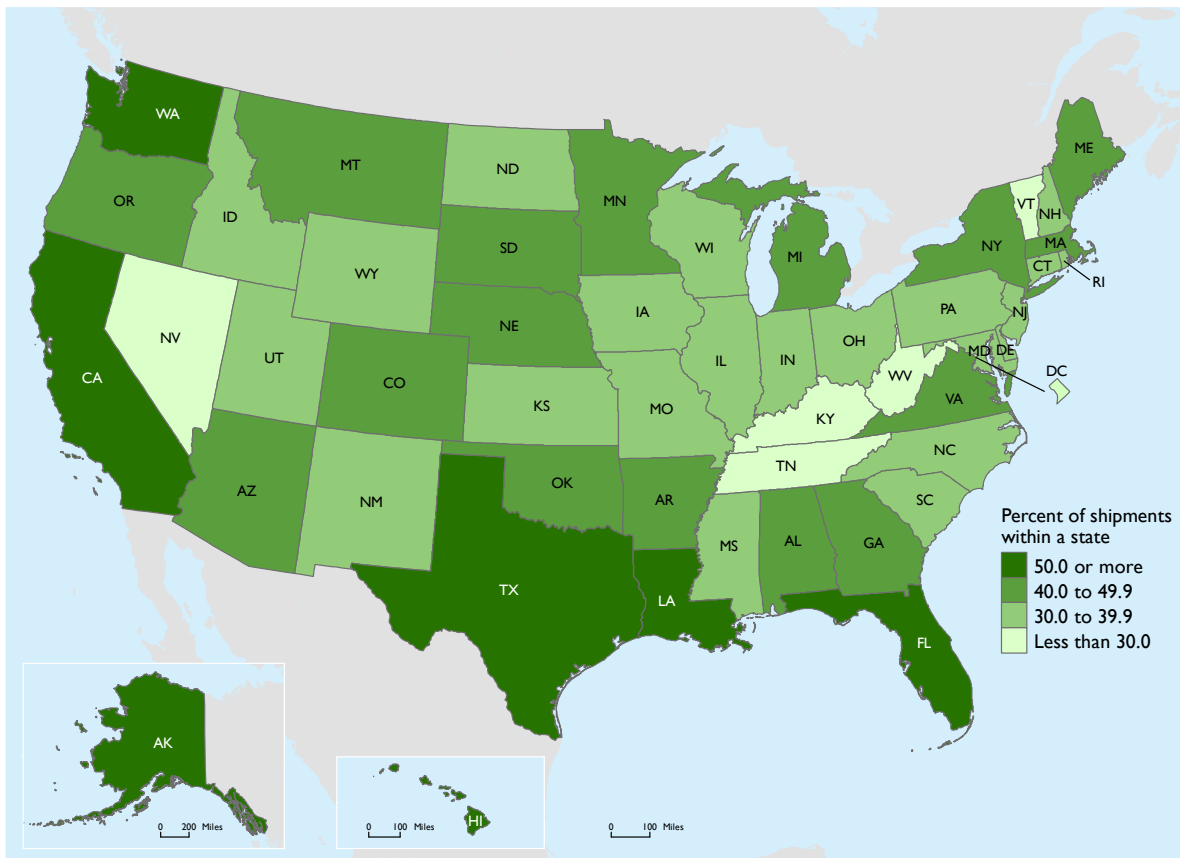 WA
MT
ND
ME
OR
MN
VT
NH
ID
SD
WI
NY
MA
WY
MI
CT
RI
PA
NJ
NV
NE
IA
OH
MD
DE
UT
IL
IN
DC
CA
CO
WV
VA
KS
MO
KY
NC
TN
AZ
OK
NM
AR
SC
MS
AL
GA
TX
LA
FL
Percent of shipments
within a state
50.0 or more
40.0 to 49.9
30.0 to 39.9
Less than 30.0
AK
HI
0 200 Miles
0 100 Miles
0 100 Miles